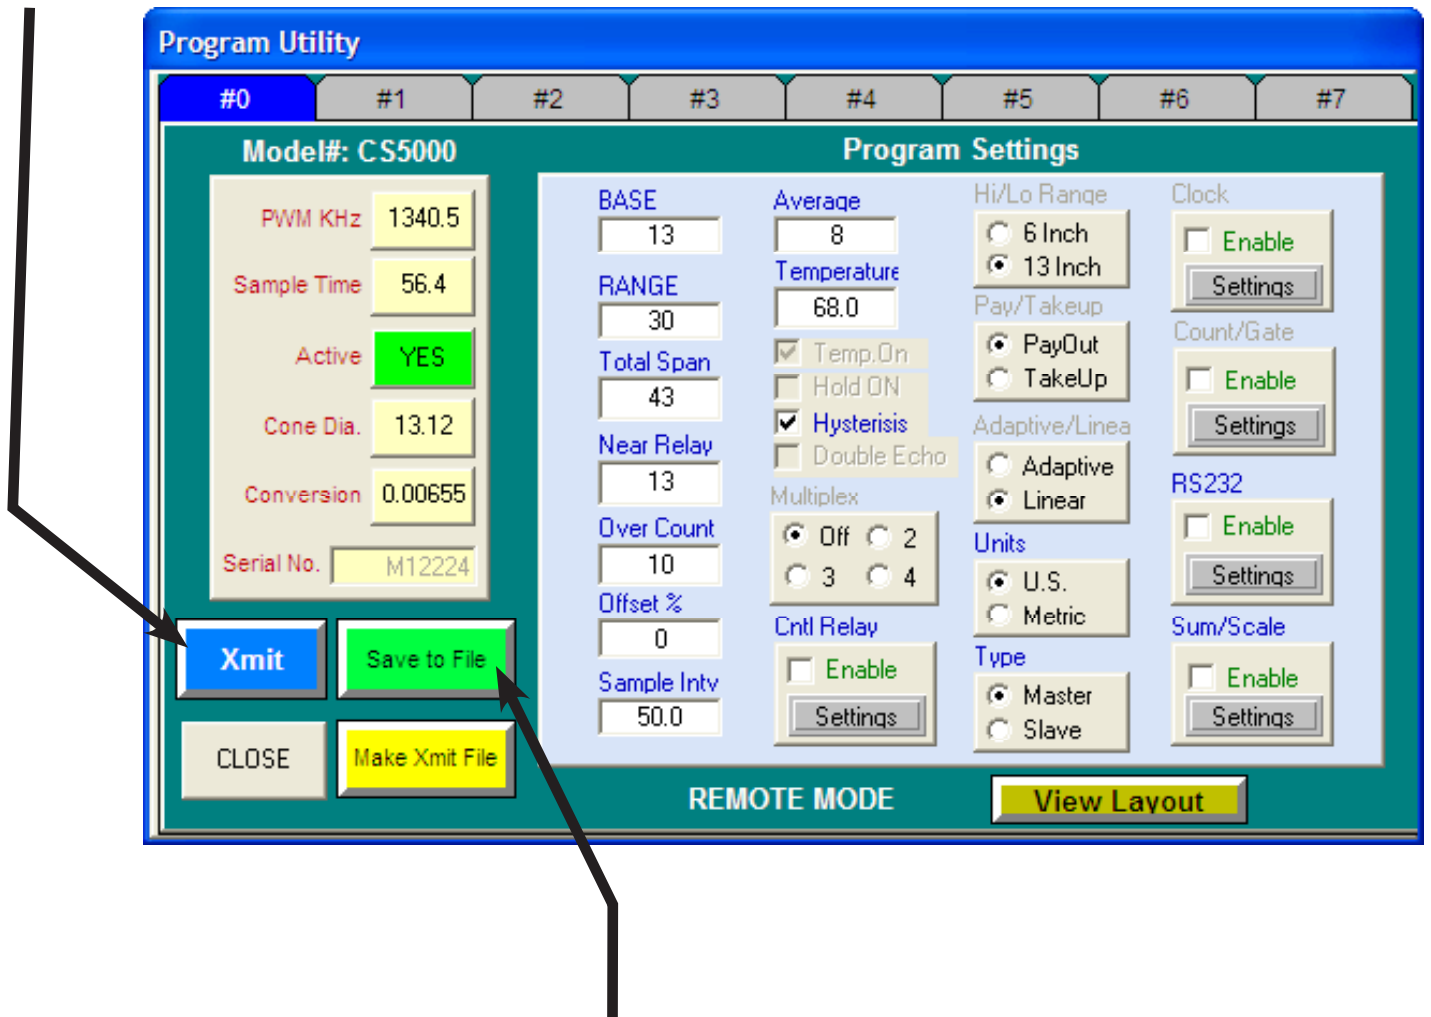 Program Utility
#0 #1 #2 #3 #4 #5 #6 #7
Model#: CS5000
PWM KHz 1340.5
Sample Time 56.4
Active YES
Cone Dia. 13.12
Conversion 0.00655
Serial No. M12224
Xmit
Save to File
CLOSE
Make Xmit File
Program Settings
BASE
13
RANGE
30
Total Span
43
Near Relay
13
Over Count
10
Offset %
0
Sample Intv
50.0
Average
8
Temperature
68.0
Temp.On
Hold ON
Hysterisis
Double Echo
Multiplex
Off 2
3 4
Cntl Relay
Enable
Settings
Hi/Lo Range
6 Inch
13 Inch
Pay/Takeup
PayOut
TakeUp
Adaptive/Linea
Adaptive
Linear
Units
U.S.
Metric
Type
Master
Slave
Clock
Enable
Settings
Count/Gate
Enable
Settings
RS232
Enable
Settings
Sum/Scale
Enable
Settings
REMOTE MODE
View Layout